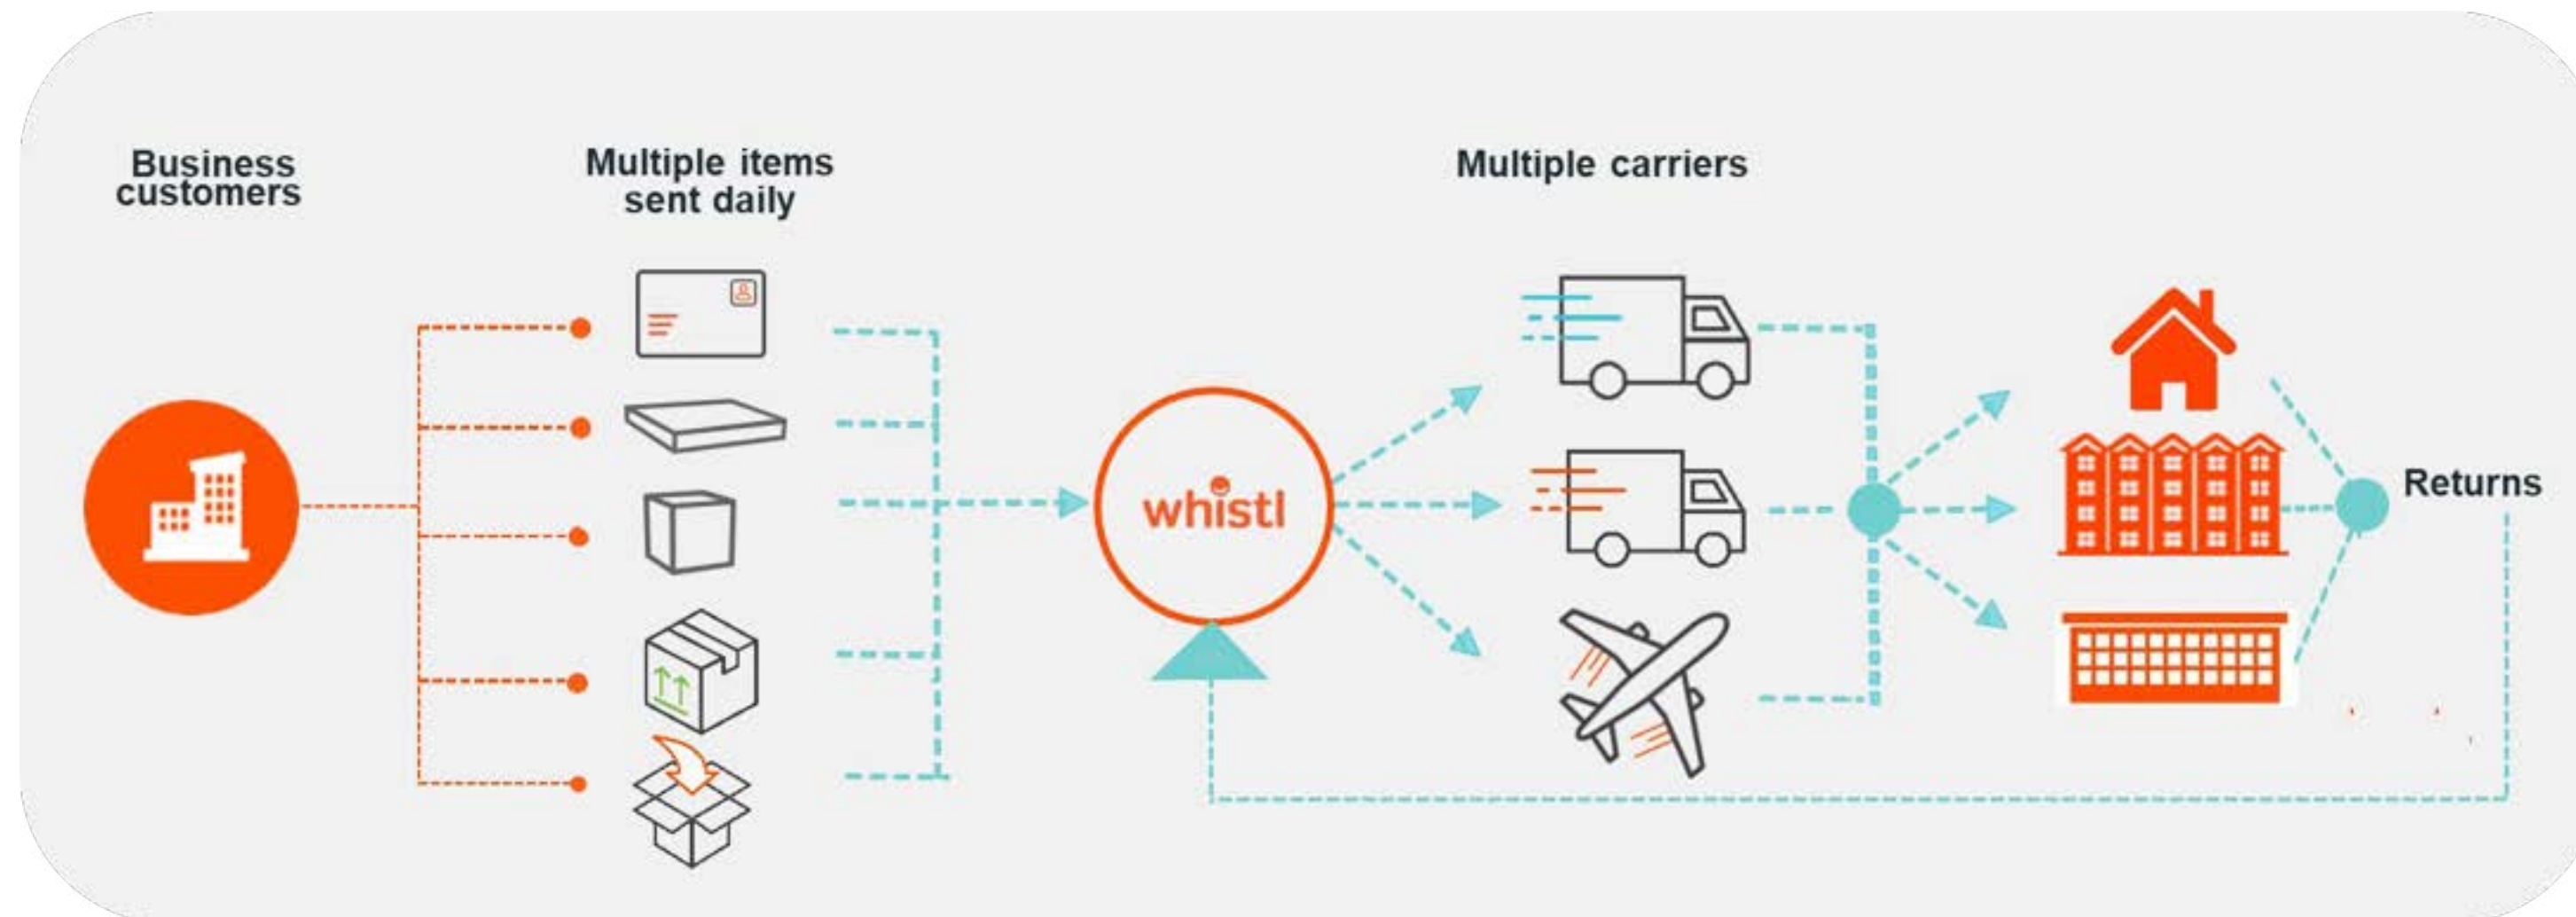 Business
customers
Multiple items
sent daily
Multiple carriers
whistl
Returns